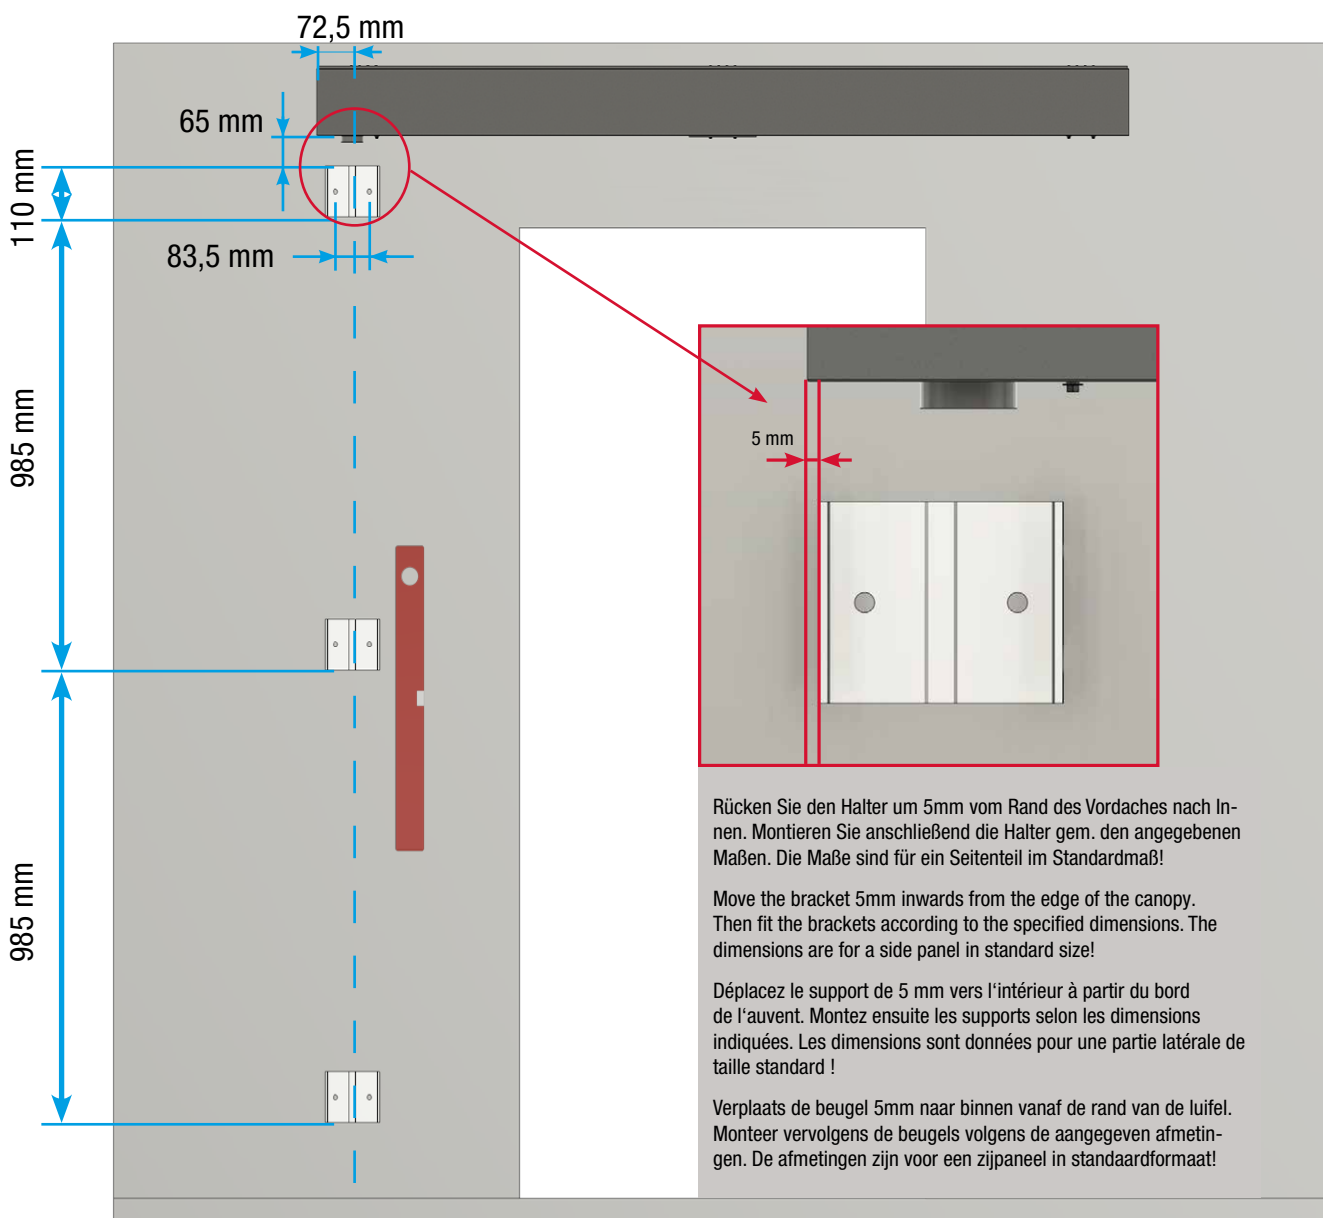 72,5 mm
65 mm
110 mm
83,5 mm
985 mm
5 mm
985 mm
Rücken Sie den Halter um 5mm vom Rand des Vordaches nach In-
nen. Montieren Sie anschließend die Halter gem. den angegebenen
Maßen. Die Maße sind für ein Seitenteil im Standardmaß!
Move the bracket 5mm inwards from the edge of the canopy.
Then fit the brackets according to the specified dimensions. The
dimensions are for a side panel in standard size!
Déplacez le support de 5 mm vers l‘intérieur à partir du bord
de l‘auvent. Montez ensuite les supports selon les dimensions
indiquées. Les dimensions sont données pour une partie latérale de
taille standard !
Verplaats de beugel 5mm naar binnen vanaf de rand van de luifel.
Monteer vervolgens de beugels volgens de aangegeven afmetin-
gen. De afmetingen zijn voor een zijpaneel in standaardformaat!